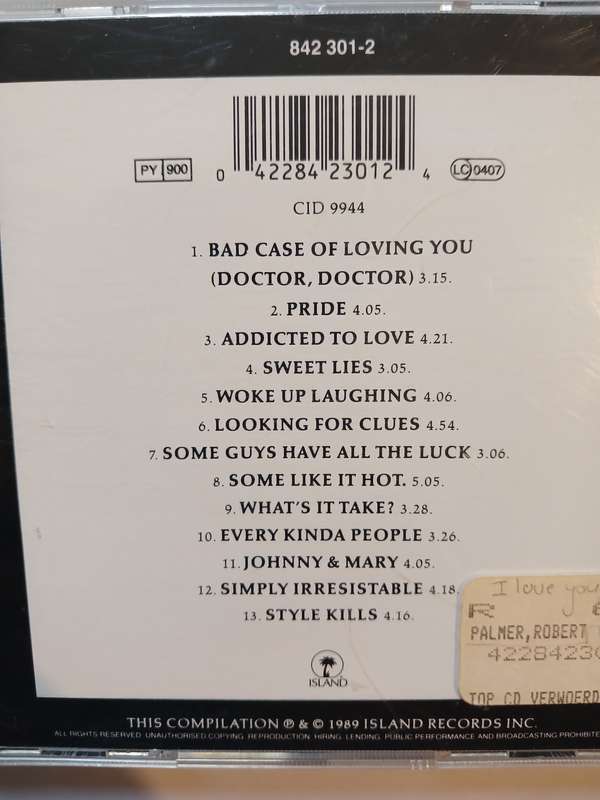 842 301-2
PY 900
0 42284 23012 4
LC 0407
CID 9944
1. BAD CASE OF LOVING YOU
(DOCTOR, DOCTOR) 3.15.
2. PRIDE 4.05.
3. ADDICTED TO LOVE 4.21.
4. SWEET LIES 3.05.
5. WOKE UP LAUGHING 4.06.
6. LOOKING FOR CLUES 4.54.
7. SOME GUYS HAVE ALL THE LUCK 3.06.
8. SOME LIKE IT HOT. 5.05.
9. WHAT'S IT TAKE? 3.28.
10. EVERY KINDA PEOPLE 3.26.
11. JOHNNY & MARY 4.05.
12. SIMPLY IRRESISTABLE 4.18.
13. STYLE KILLS 4.16.
I love you
R
PALMER, ROBERT
4228423
TOP CD VERWOERD
ISLAND
THIS COMPILATION ℗ & © 1989 ISLAND RECORDS INC.
ALL RIGHTS RESERVED. UNAUTHORISED COPYING, REPRODUCTION, HIRING, LENDING, PUBLIC PERFORMANCE AND BROADCASTING PROHIBITE